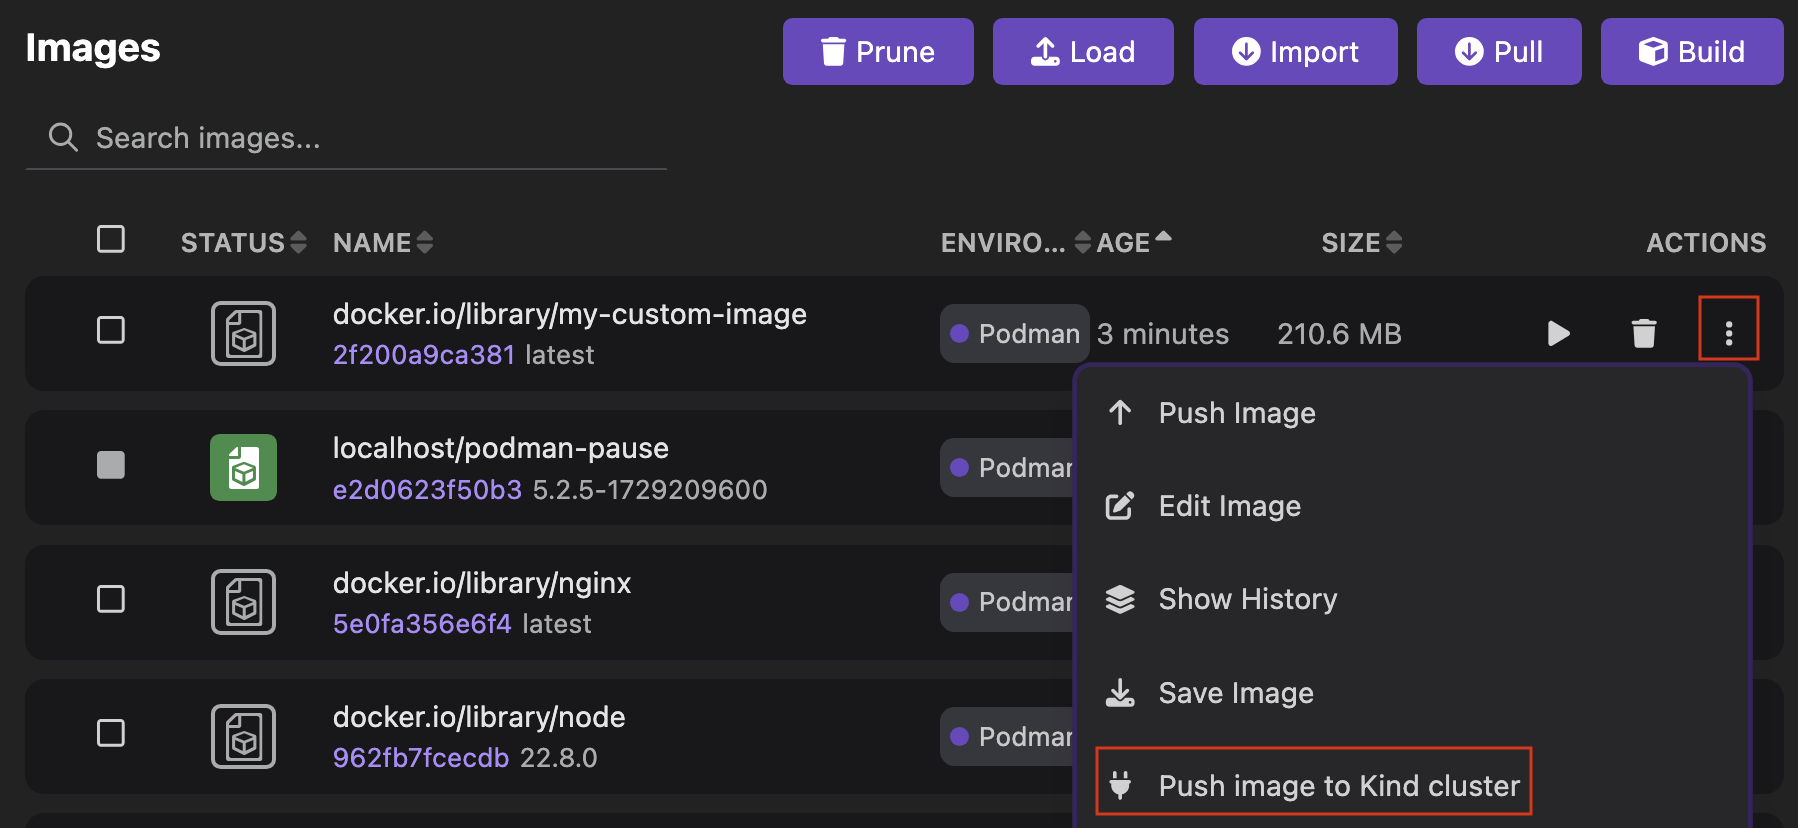 Images
Prune
Load
Import
Pull
Build
Search images...
STATUS NAME ENVIRO... AGE SIZE ACTIONS
docker.io/library/my-custom-image
2f200a9ca381 latest
Podman 3 minutes 210.6 MB
localhost/podman-pause
e2d0623f50b3 5.2.5-1729209600
Podman
docker.io/library/nginx
5e0fa356e6f4 latest
Podman
docker.io/library/node
962fb7fcecdb 22.8.0
Podman
Push Image
Edit Image
Show History
Save Image
Push image to Kind cluster